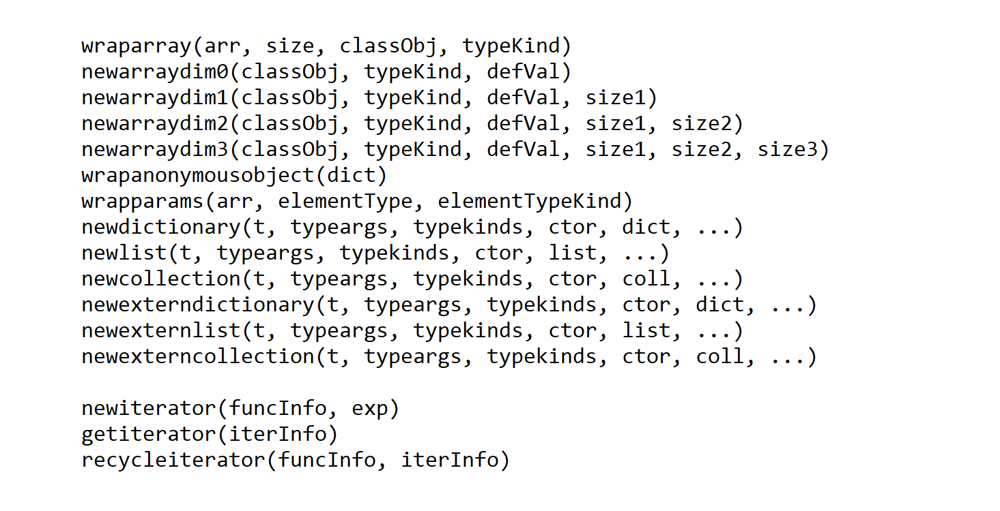 wraparray(arr, size, classObj, typeKind)
newarraydim0(classObj, typeKind, defVal)
newarraydim1(classObj, typeKind, defVal, size1)
newarraydim2(classObj, typeKind, defVal, size1, size2)
newarraydim3(classObj, typeKind, defVal, size1, size2, size3)
wrapanonymousobject(dict)
wrapparams(arr, elementType, elementTypeKind)
newdictionary(t, typeargs, typekinds, ctor, dict, ...)
newlist(t, typeargs, typekinds, ctor, list, ...)
newcollection(t, typeargs, typekinds, ctor, coll, ...)
newexterndictionary(t, typeargs, typekinds, ctor, dict, ...)
newexternlist(t, typeargs, typekinds, ctor, list, ...)
newexterncollection(t, typeargs, typekinds, ctor, coll, ...)
newiterator(funcInfo, exp)
getiterator(iterInfo)
recycleiterator(funcInfo, iterInfo)